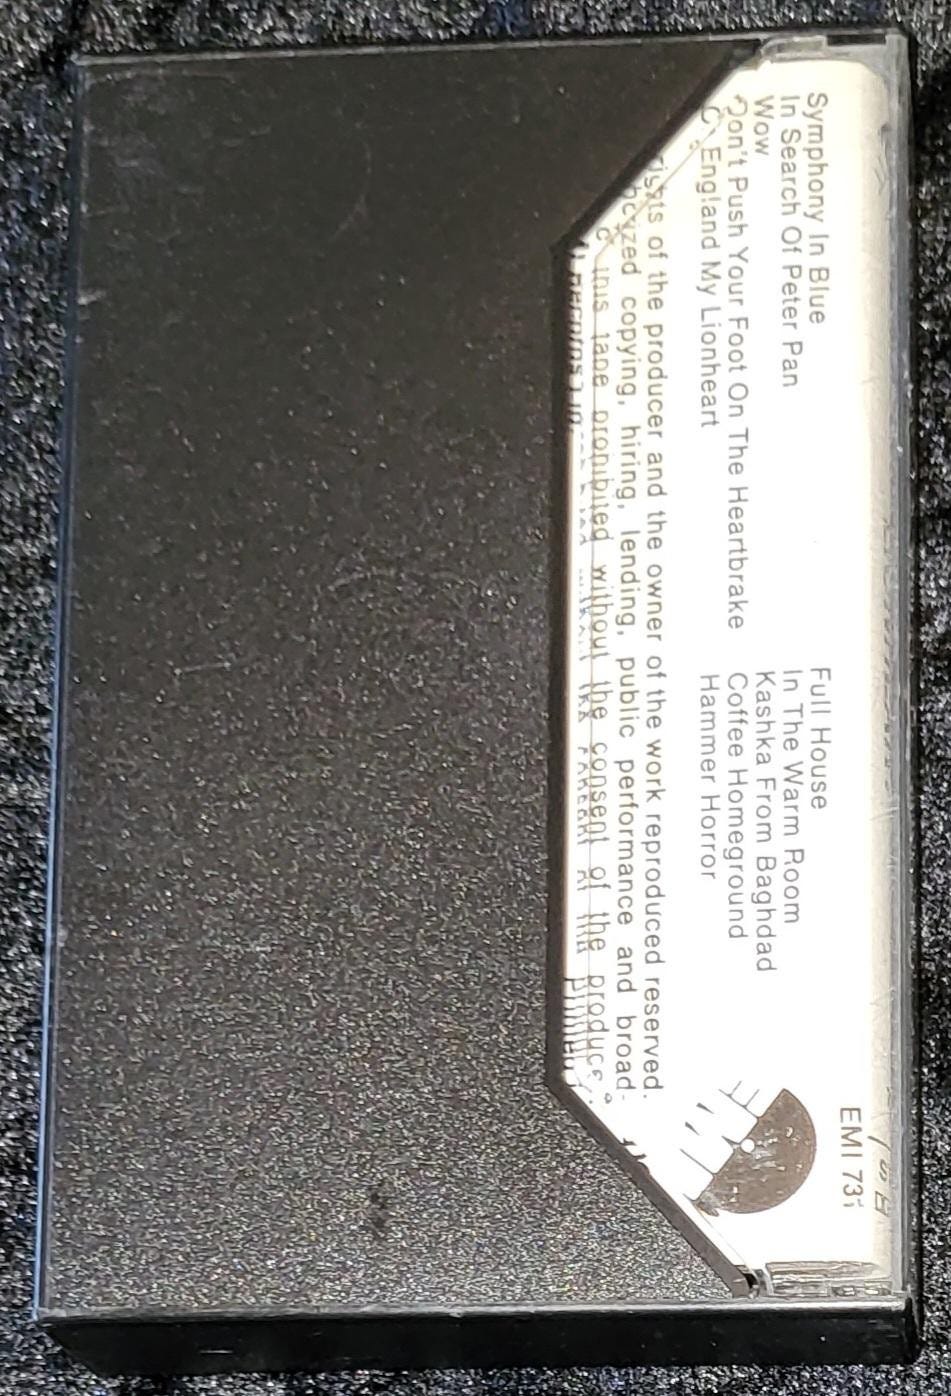 Symphony In Blue
In Search Of Peter Pan
Wow
Don't Push Your Foot On The Heartbrake
England My Lionheart
Full House
In The Warm Room
Kashka From Baghdad
Coffee Homeground
Hammer Horror
EMI 731
rights of the producer and the owner of the work reproduced reserved.
copying, hiring, lending, public performance and broad-
this tape prohibited without the consent of the